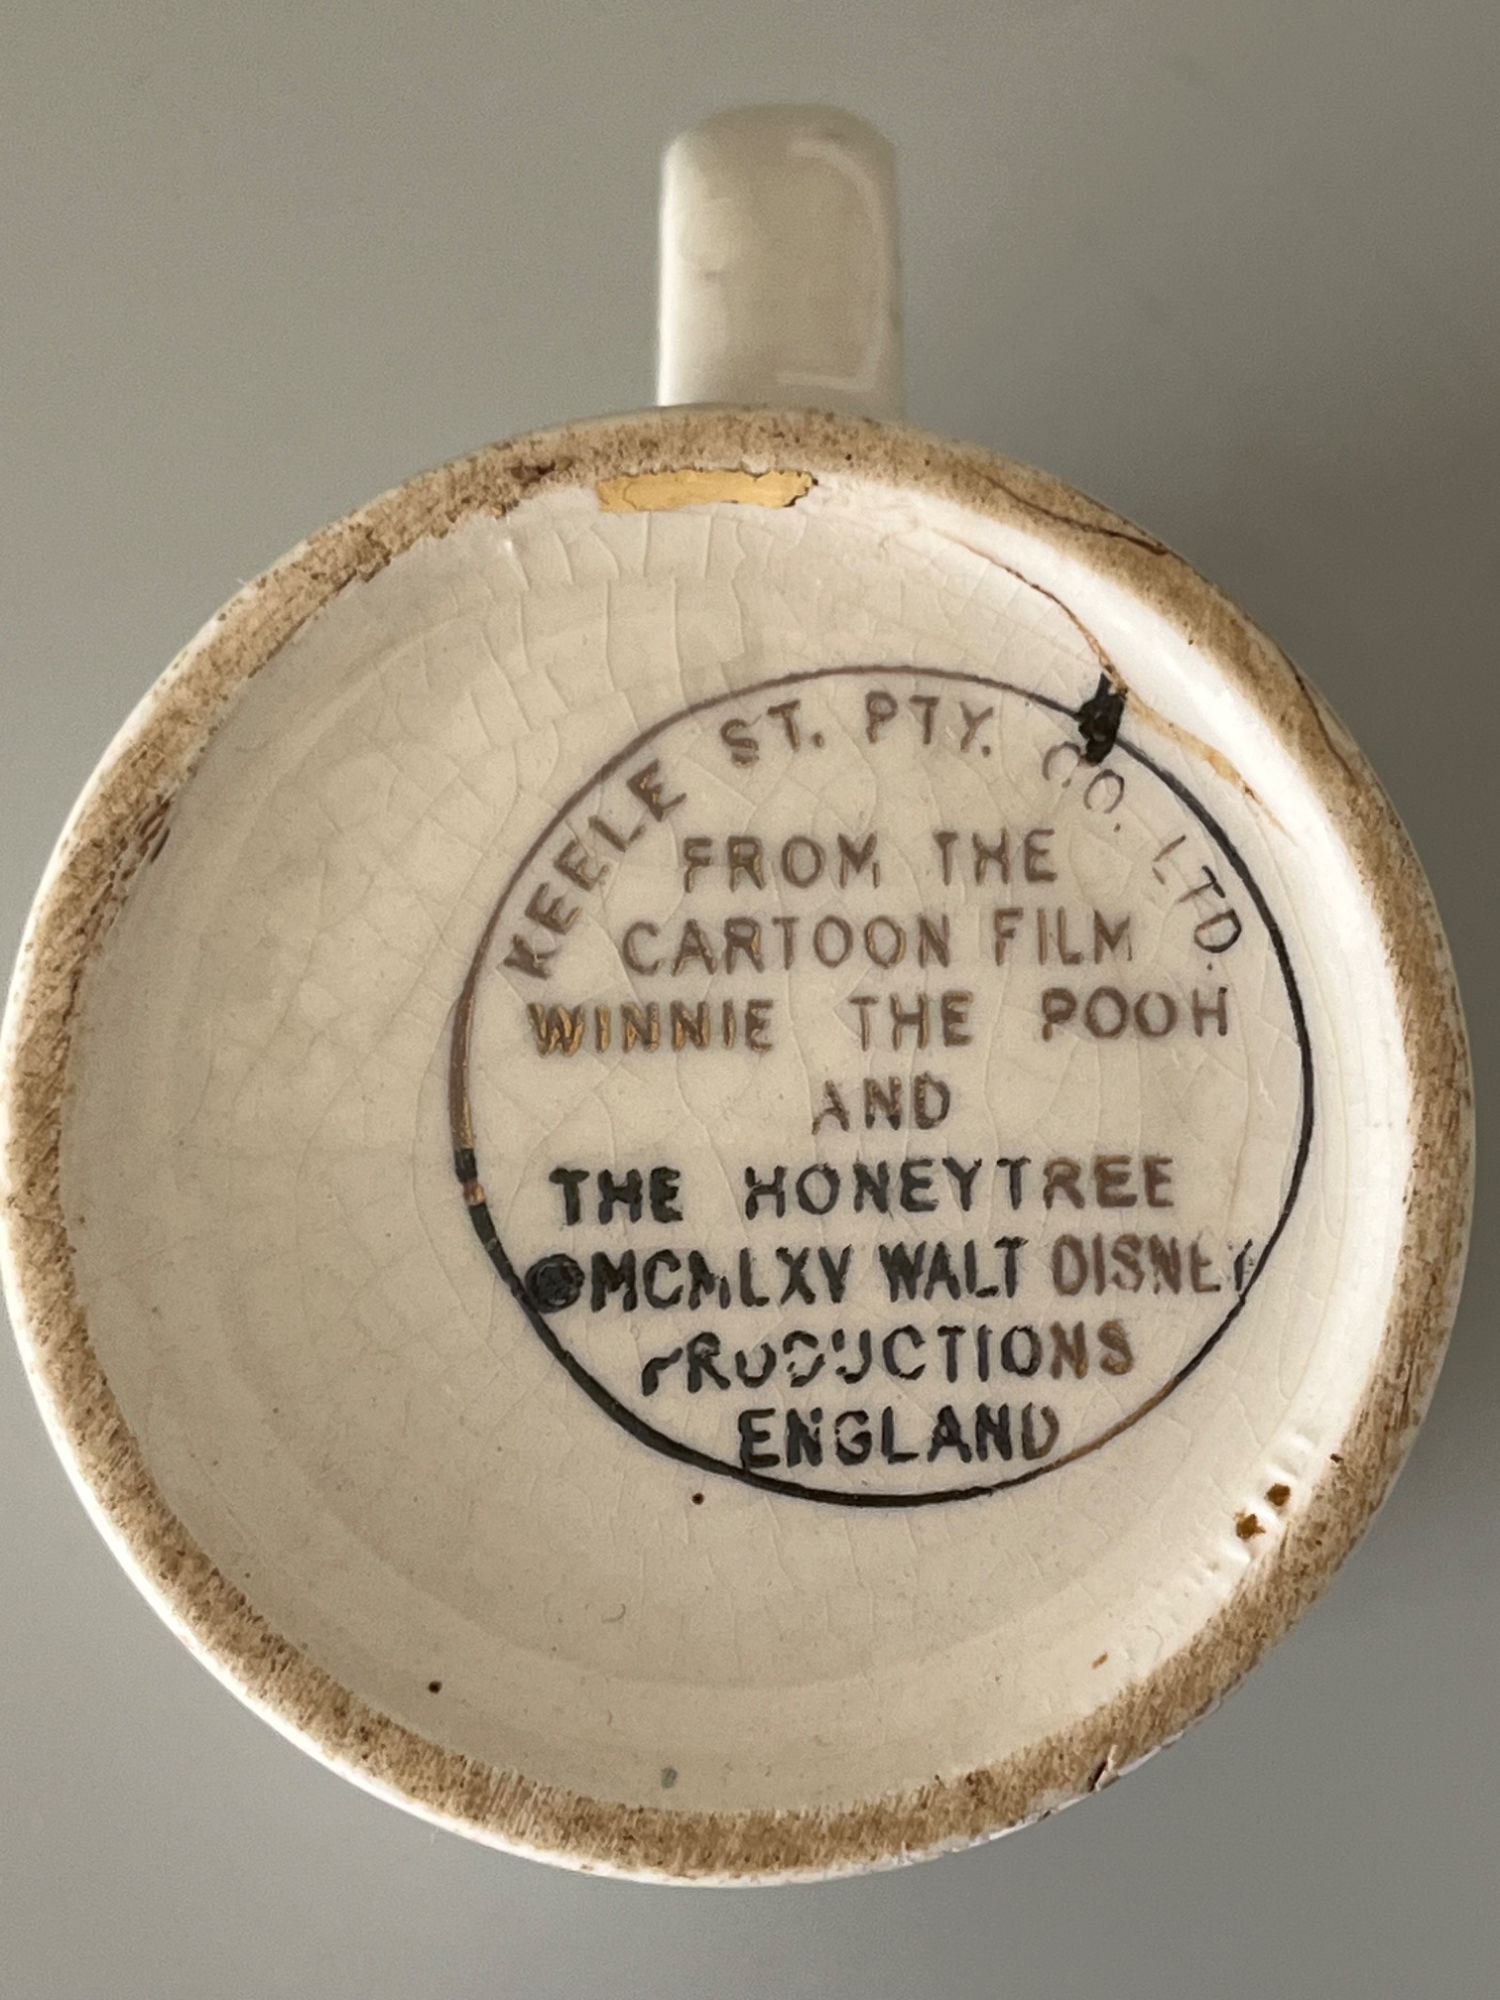 KEELE ST. PTY. CO. LTD.
FROM THE
CARTOON FILM
WINNIE THE POOH
AND
THE HONEYTREE
©MCMLXV WALT DISNEY
PRODUCTIONS
ENGLAND